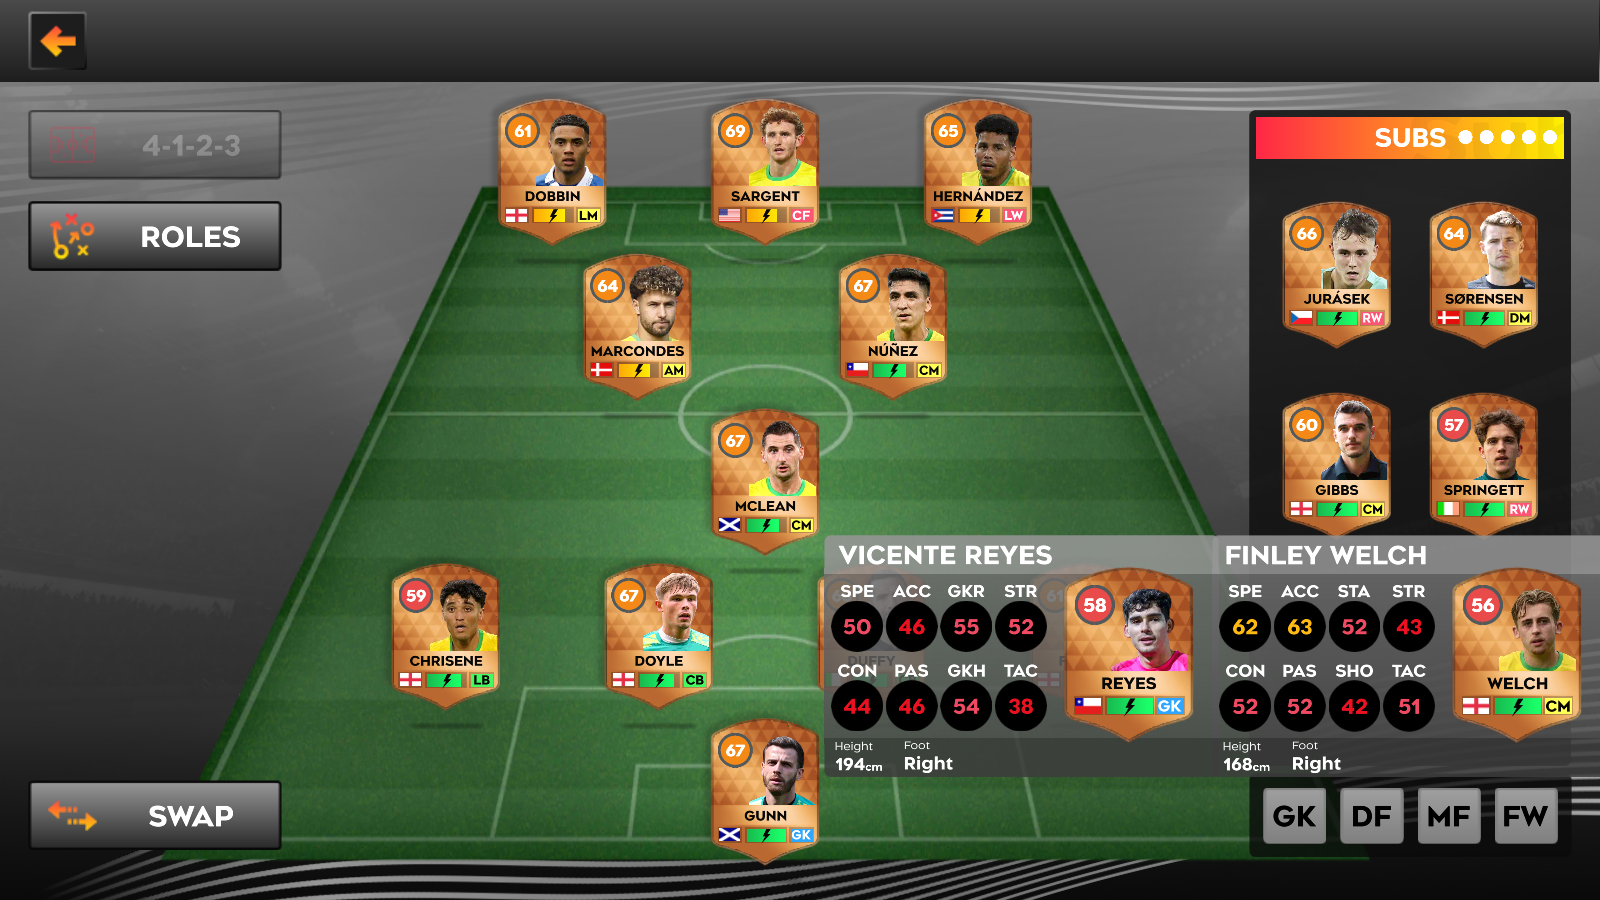 4-1-2-3
ROLES
SWAP
61
DOBBIN
LM
69
SARGENT
CF
65
HERNÁNDEZ
LW
64
MARCONDES
AM
67
NÚÑEZ
CM
67
MCLEAN
CM
59
CHRISENE
LB
67
DOYLE
CB
DUFFY
61
67
GUNN
GK
SUBS
66
JURÁSEK
RW
64
SØRENSEN
DM
60
GIBBS
CM
57
SPRINGETT
RW
VICENTE REYES
SPE ACC GKR STR
50 46 55 52
CON PAS GKH TAC
44 46 54 38
Height Foot
194cm Right
58
REYES
GK
FINLEY WELCH
SPE ACC STA STR
62 63 52 43
CON PAS SHO TAC
52 52 42 51
Height Foot
168cm Right
56
WELCH
CM
GK DF MF FW